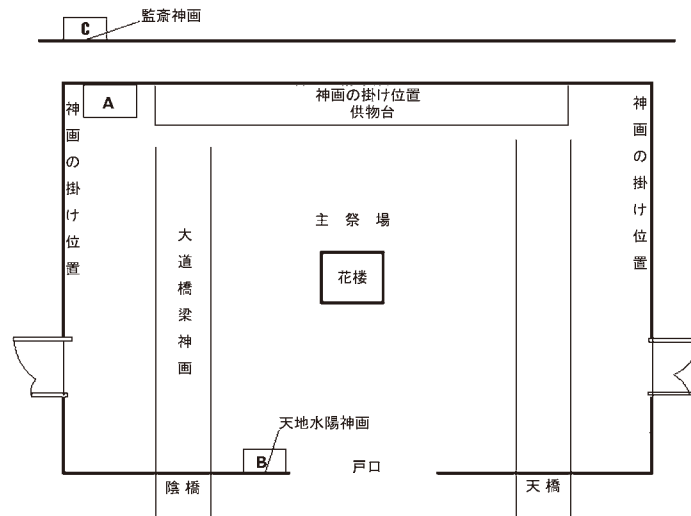 監斎神画
C
A
神画の掛け位置
供物台
神画の掛け位置
神画の掛け位置
主祭場
大道橋梁神画
花楼
天地水陽神画
B
戸口
陰橋
天橋